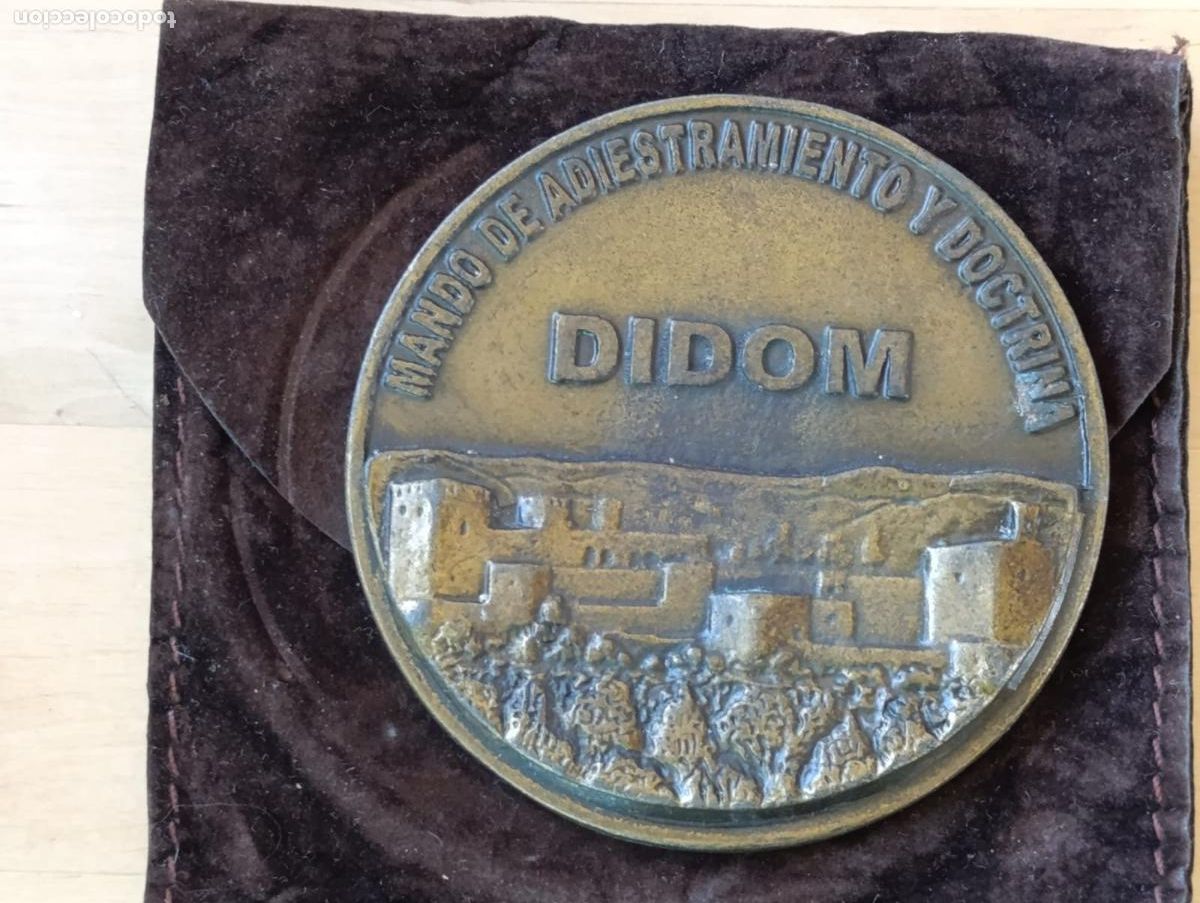 todocoleccion
MANDO DE ADIESTRAMIENTO Y DOCTRINA
DIDOM